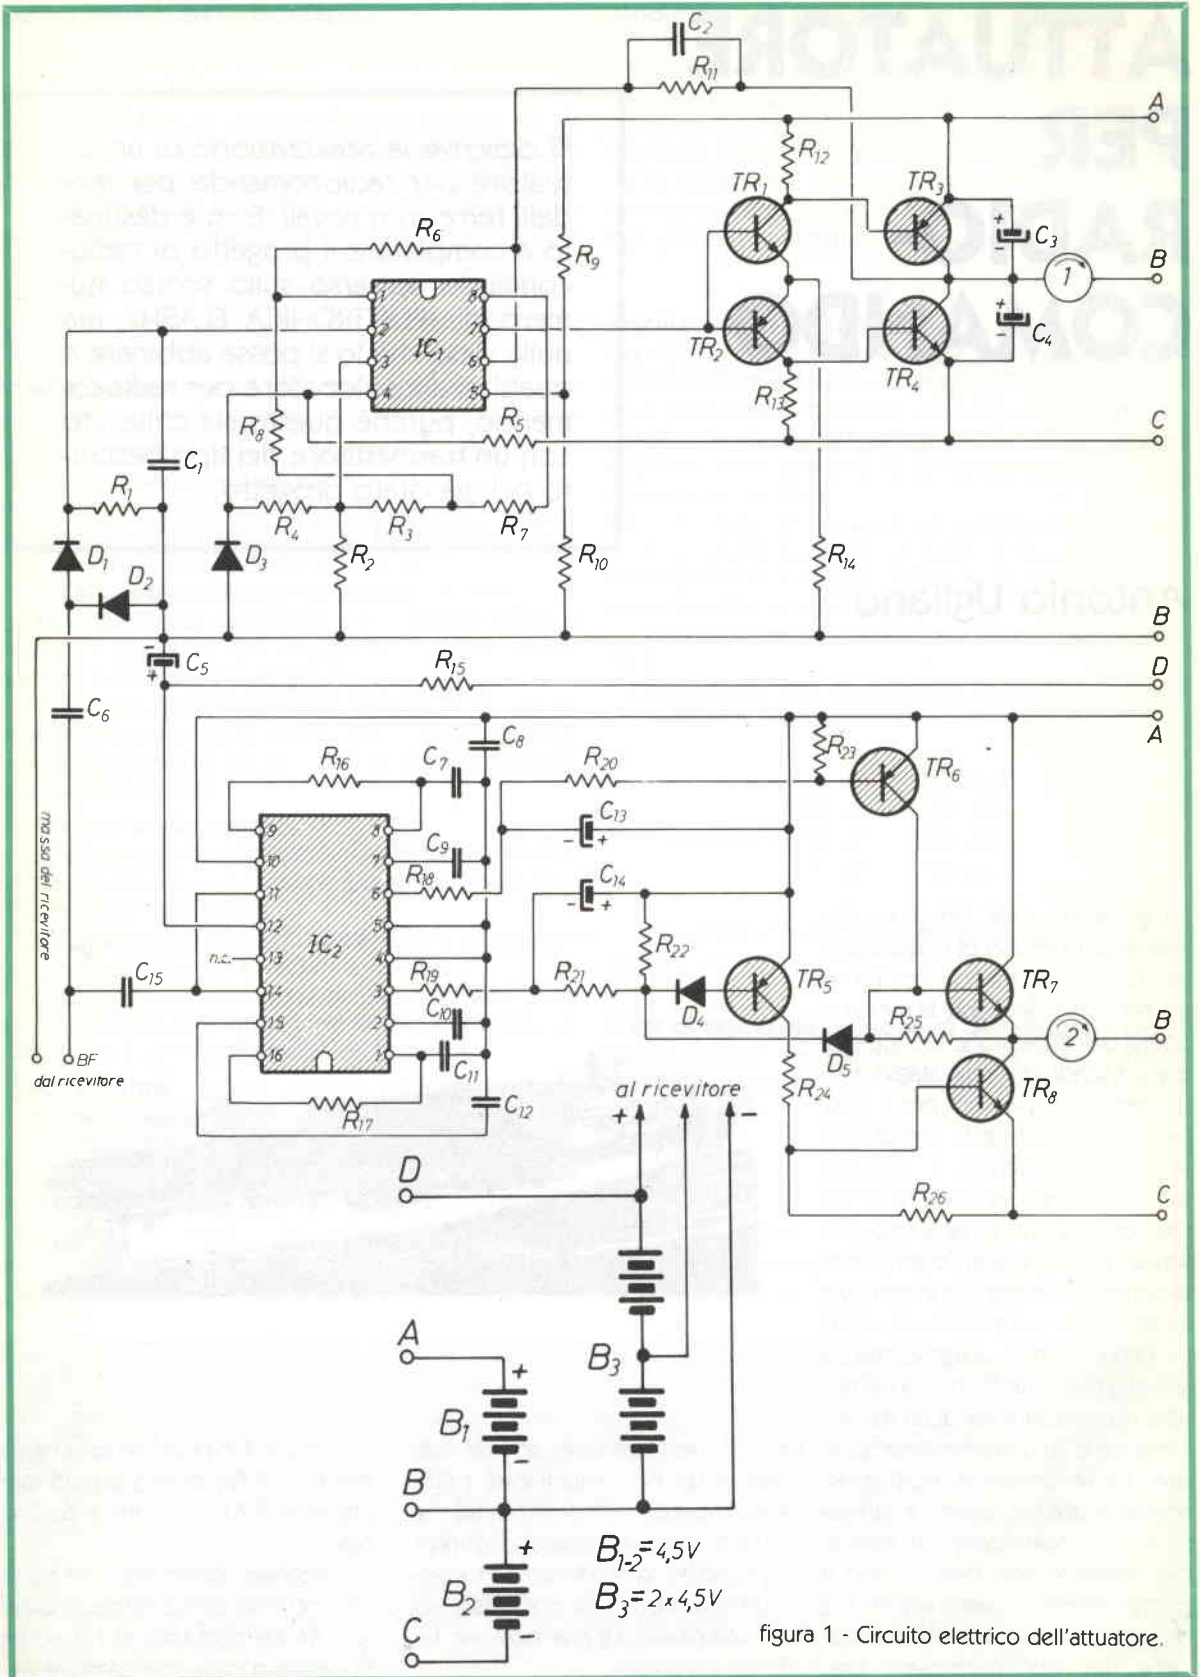 C2
R11
A
R12
TR1
TR3
R6
R9
+
C3
-
B
1
1
8
2
7
IC1
3
6
4
5
TR2
TR4
+
C4
-
R8
R5
R13
C
C1
R1
R4
R3
R7
D1
D2
D3
R2
R10
R14
B
-
C5
+
R15
D
C6
A
C8
R16
C7
R20
R23
TR6
massa del ricevitore
9
8
C13
- +
10
7
C9
R18
C14
11
6
- +
12
5
IC2
R22
n.c.
13
4
C15
R19
R21
TR5
TR7
14
3
D4
C10
R25
15
2
2
B
D5
16
1
C11
BF
dal ricevitore
R24
TR8
al ricevitore
C12
+ -
R17
D
R26
C
A
+
B3
B1
-
B
+
B1-2=4,5V
B2
B3=2x4,5V
-
C
figura 1 - Circuito elettrico dell'attuatore.